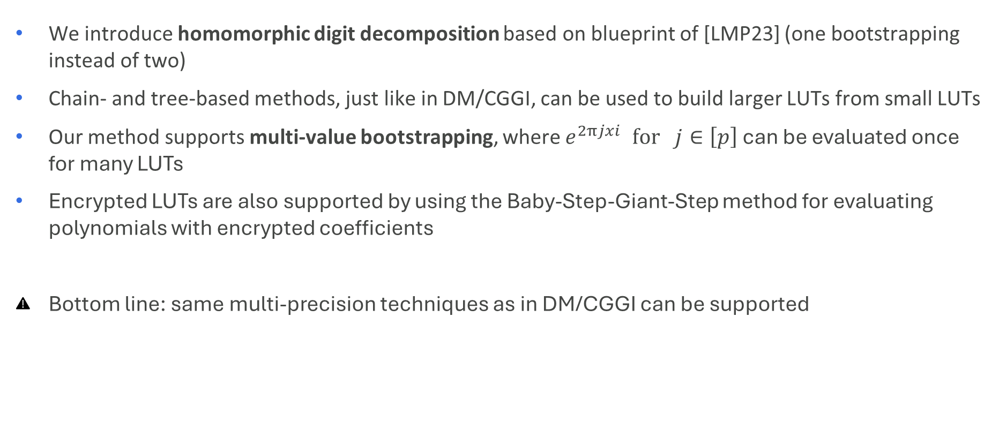 • We introduce homomorphic digit decomposition based on blueprint of [LMP23] (one bootstrapping
instead of two)
• Chain- and tree-based methods, just like in DM/CGGI, can be used to build larger LUTs from small LUTs
• Our method supports multi-value bootstrapping, where $e^{2\pi jxi}$ for $j \in [p]$ can be evaluated once
for many LUTs
• Encrypted LUTs are also supported by using the Baby-Step-Giant-Step method for evaluating
polynomials with encrypted coefficients
⚠ Bottom line: same multi-precision techniques as in DM/CGGI can be supported